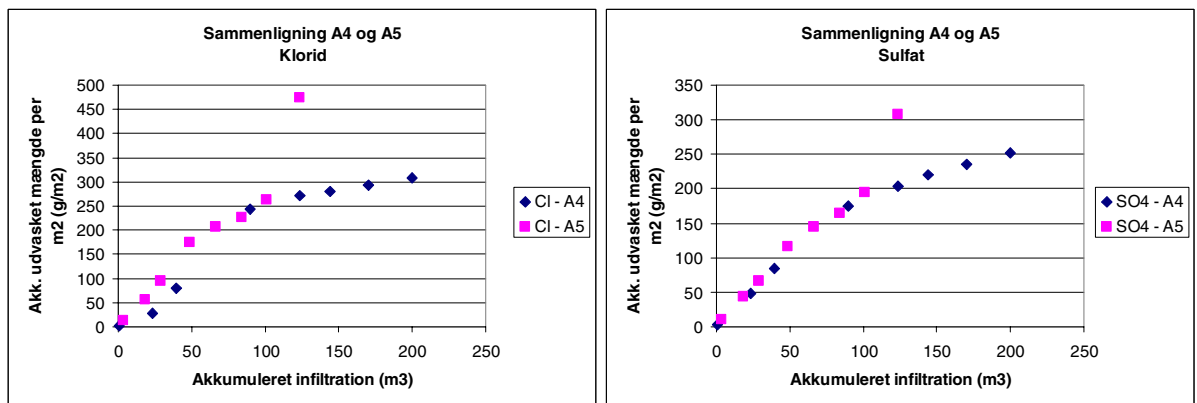 Sammenligning A4 og A5
Klorid
Akk. udvasket mængde per
m2 (g/m2)
500
450
400
350
300
250
200
150
100
50
0
0 50 100 150 200 250
Akkumuleret infiltration (m3)
Cl - A4
Cl - A5
Sammenligning A4 og A5
Sulfat
Akk. udvasket mængde per
m2 (g/m2)
350
300
250
200
150
100
50
0
0 50 100 150 200 250
Akkumuleret infiltration (m3)
SO4 - A4
SO4 - A5